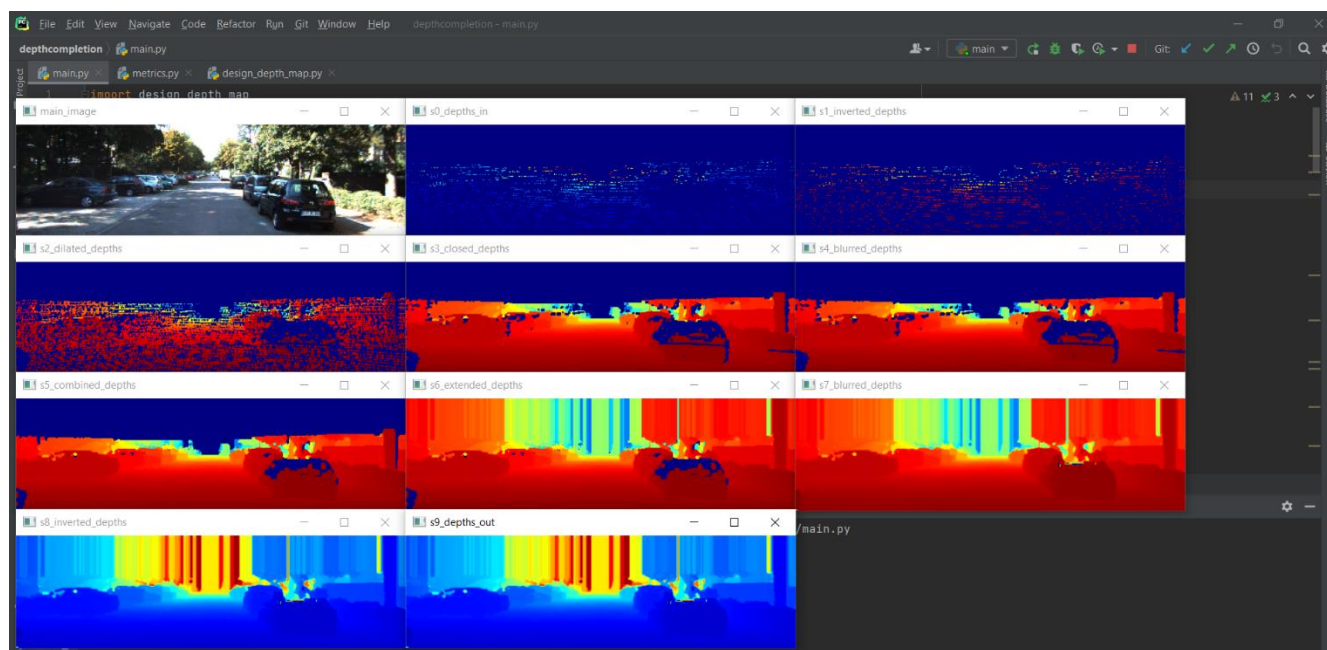 File Edit View Navigate Code Refactor Run Git Window Help depthcompletion - main.py
depthcompletion main.py main Git:
main.py metrics.py design_depth_map.py
Project
1 import design_depth_map 11 3
main_image s0_depths_in s1_inverted_depths
s2_dilated_depths s3_closed_depths s4_blurred_depths
s5_combined_depths s6_extended_depths s7_blurred_depths
s8_inverted_depths s9_depths_out
/main.py